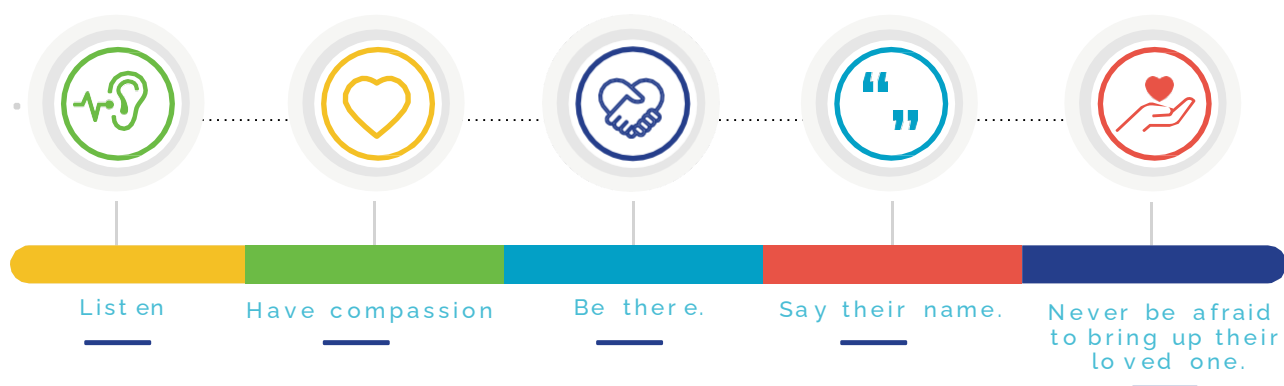 Listen
Have compassion
Be there.
Say their name.
Never be afraid
to bring up their
loved one.